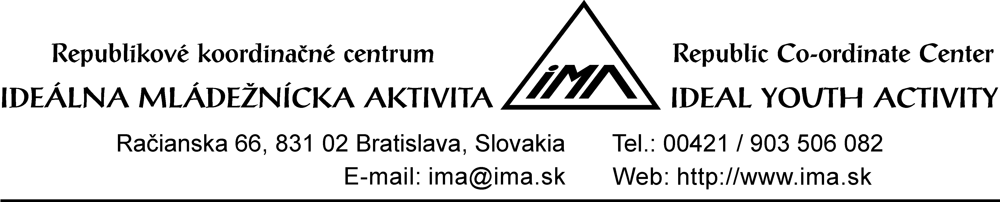 Republikové koordinačné centrum
IDEÁLNA MLÁDEŽNÍCKA AKTIVITA
iMA
Republic Co-ordinate Center
IDEAL YOUTH ACTIVITY
Račianska 66, 831 02 Bratislava, Slovakia
Tel.: 00421 / 903 506 082
E-mail: ima@ima.sk
Web: http://www.ima.sk